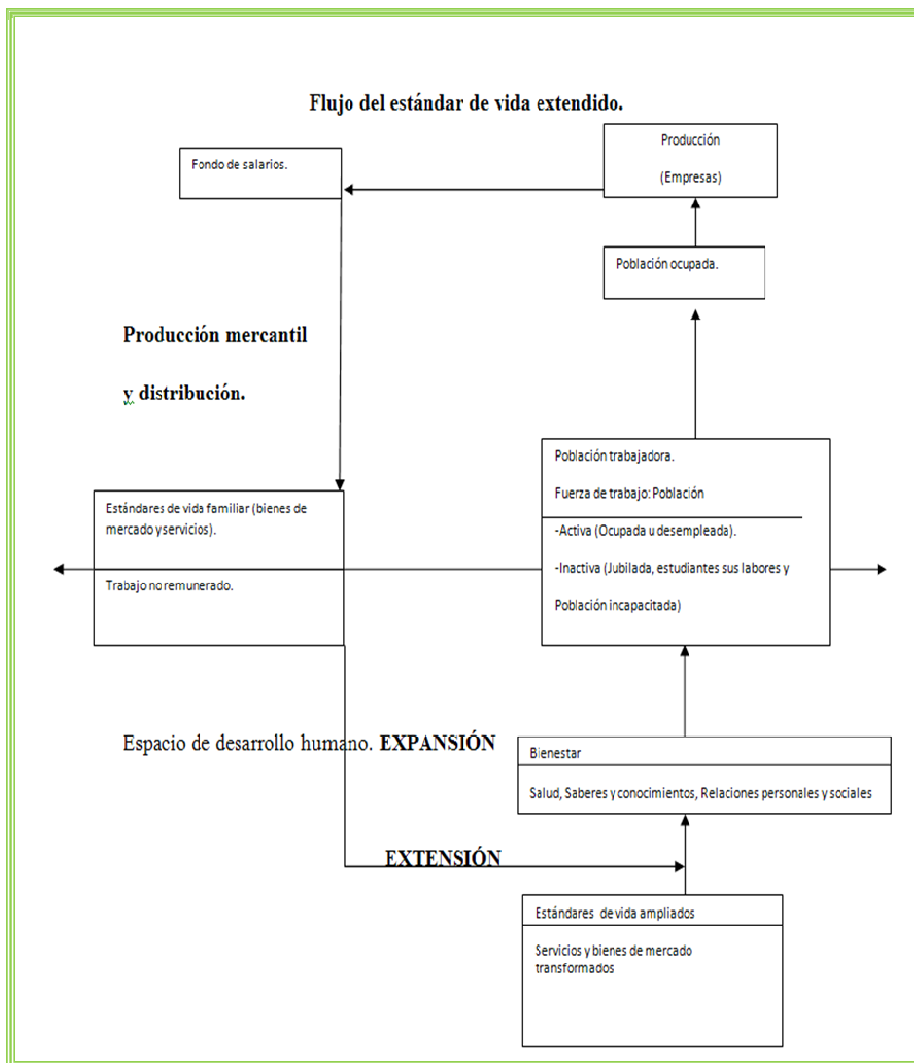 Flujo del estándar de vida extendido.
Fondo de salarios.
Producción
(Empresas)
Población ocupada.
Producción mercantil
y distribución.
Población trabajadora.
Fuerza de trabajo: Población
-Activa (Ocupada u desempleada).
-Inactiva (Jubilada, estudiantes sus labores y
Población incapacitada)
Estándares de vida familiar (bienes de
mercado y servicios).
Trabajo no remunerado.
Espacio de desarrollo humano. EXPANSIÓN
Bienestar
Salud, Saberes y conocimientos, Relaciones personales y sociales
EXTENSIÓN
Estándares de vida ampliados
Servicios y bienes de mercado
transformados